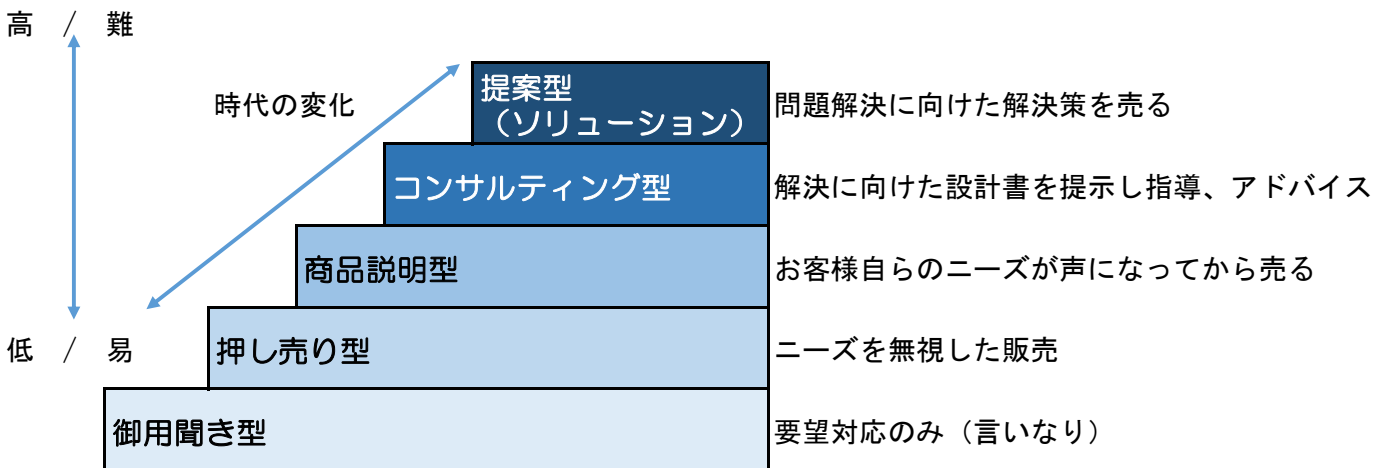 高 / 難
時代の変化
提案型
（ソリューション）
問題解決に向けた解決策を売る
コンサルティング型
解決に向けた設計書を提示し指導、アドバイス
商品説明型
お客様自らのニーズが声になってから売る
低 / 易
押し売り型
ニーズを無視した販売
御用聞き型
要望対応のみ（言いなり）